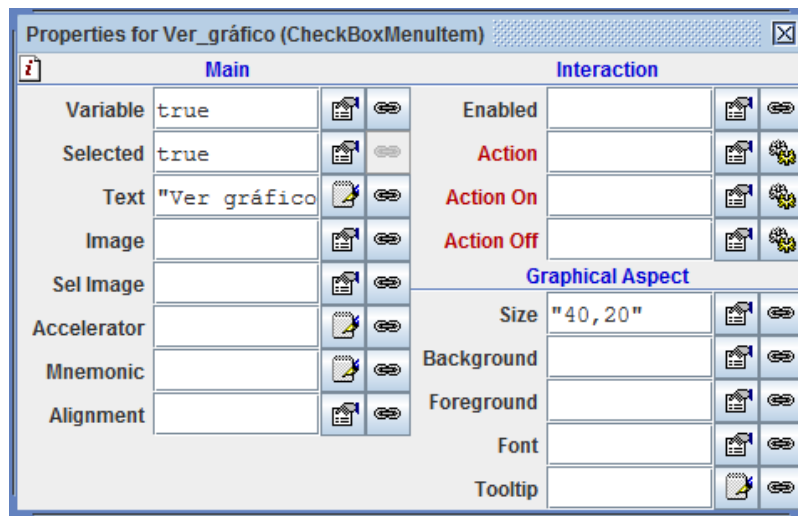 Properties for Ver_gráfico (CheckBoxMenuItem)
i Main
Variable true
Selected true
Text "Ver gráfico
Image
Sel Image
Accelerator
Mnemonic
Alignment
Interaction
Enabled
Action
Action On
Action Off
Graphical Aspect
Size "40,20"
Background
Foreground
Font
Tooltip